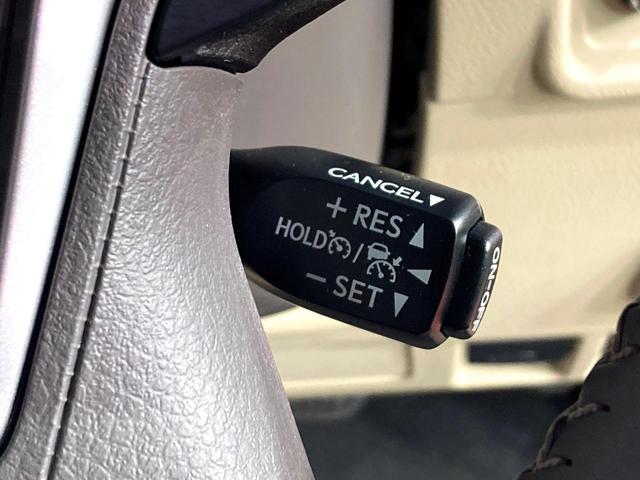 CANCEL▼
+ RES ▲
HOLD /
− SET ▼
ON-OFF